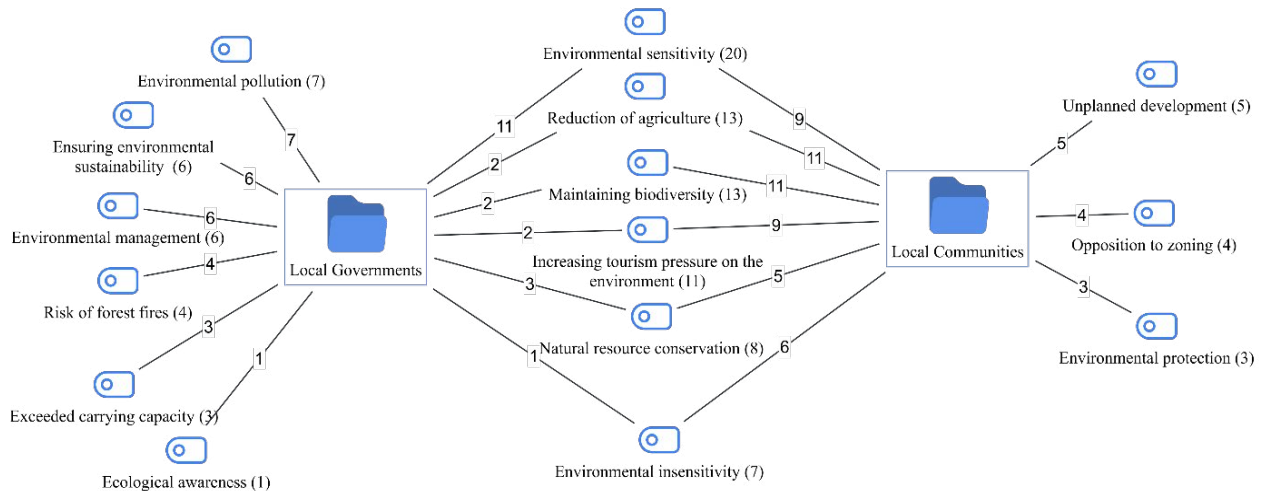 Environmental sensitivity (20)
Environmental pollution (7)
Unplanned development (5)
Reduction of agriculture (13)
Ensuring environmental
sustainability (6)
Maintaining biodiversity (13)
Environmental management (6)
Local Governments
Local Communities
Opposition to zoning (4)
Increasing tourism pressure on the
environment (11)
Risk of forest fires (4)
Natural resource conservation (8)
Environmental protection (3)
Exceeded carrying capacity (3)
Ecological awareness (1)
Environmental insensitivity (7)
7
6
6
4
3
1
11
2
2
2
3
1
9
11
11
9
5
6
5
4
3